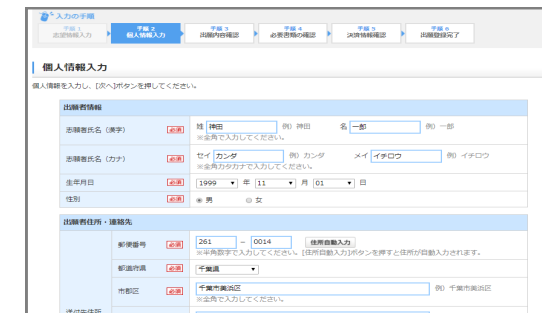 入力の手順
手順 1 手順 2 手順 3 手順 4 手順 5 手順 6
志望情報入力 個人情報入力 出願内容確認 必要書類の確認 決済情報確認 出願登録完了
個人情報入力
個人情報を入力し、[次へ]ボタンを押してください。
出願者情報
志願者氏名（漢字） 必須 姓 神田 例）神田 名 一郎 例）一郎
※全角で入力してください。
志願者氏名（カナ） 必須 セイ カンダ 例）カンダ メイ イチロウ 例）イチロウ
※全角カタカナで入力してください。
生年月日 必須 1999 年 11 月 01 日
性別 必須 男 女
出願者住所・連絡先
郵便番号 必須 261 － 0014 住所自動入力
※半角数字で入力してください。[住所自動入力]ボタンを押すと住所が自動入力されます。
都道府県 必須 千葉県
市郡区 必須 千葉市美浜区 例）千葉市美浜区
※全角で入力してください。
送付先住所